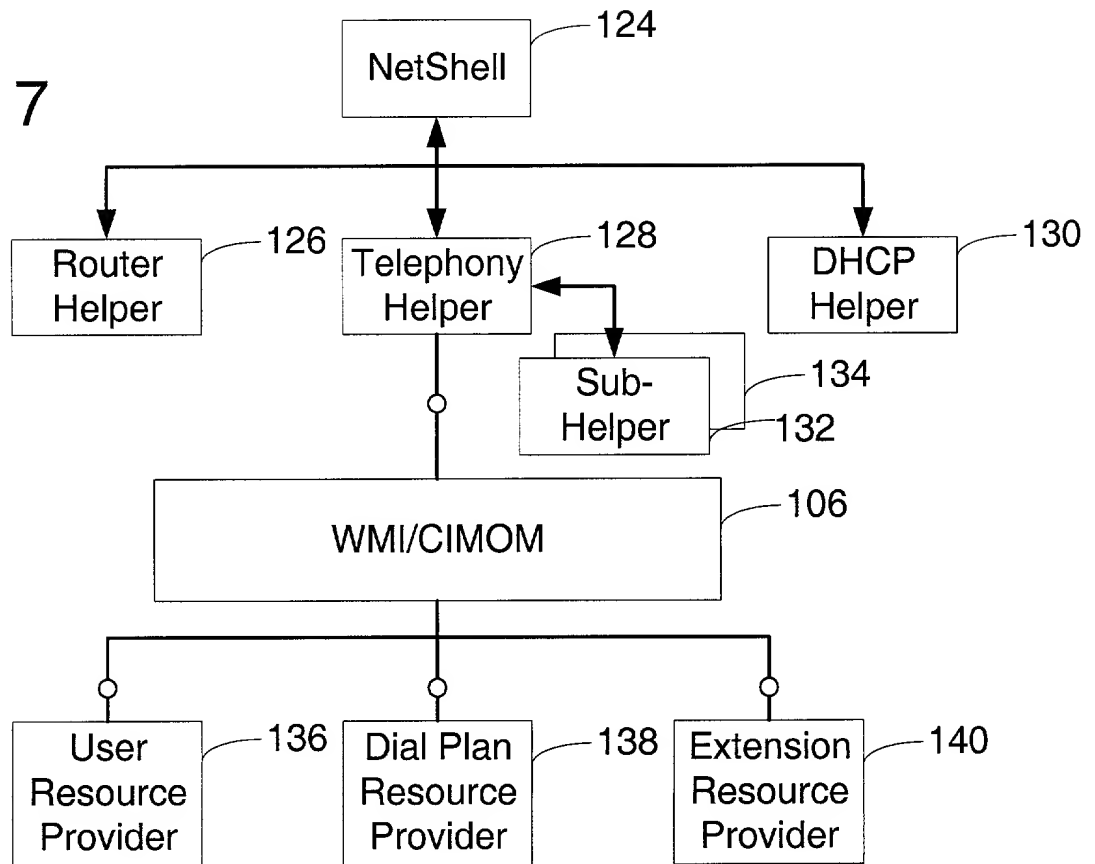 124
NetShell
7
126
128
130
Router
Helper
Telephony
Helper
DHCP
Helper
134
Sub-
Helper
132
106
WMI/CIMOM
136
138
140
User
Resource
Provider
Dial Plan
Resource
Provider
Extension
Resource
Provider